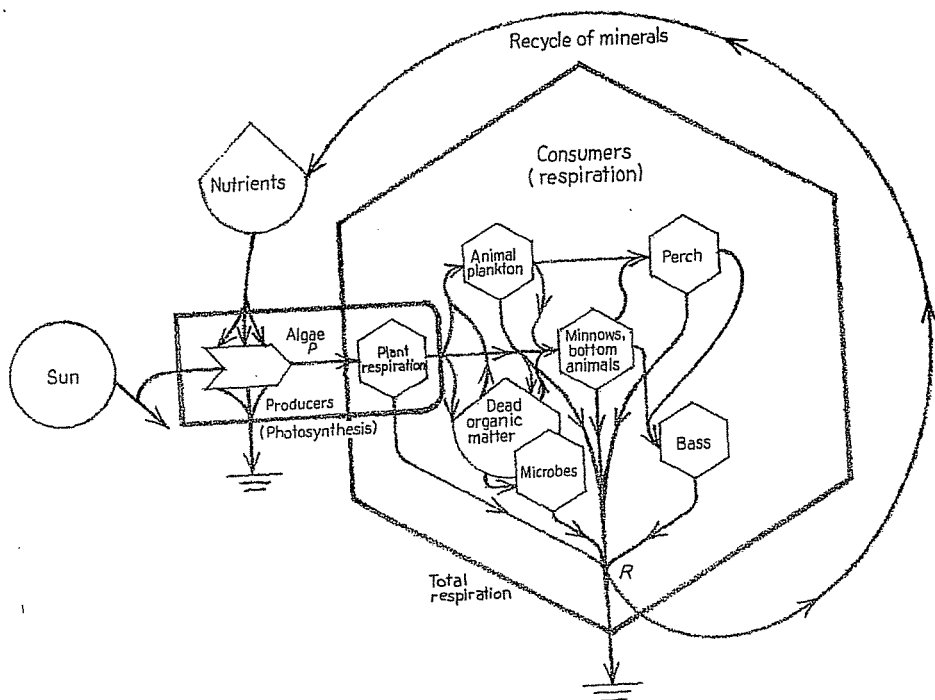 Recycle of minerals
Nutrients
Consumers
(respiration)
Animal
plankton
Perch
Sun
Algae
P
Plant
respiration
Minnows,
bottom
animals
Producers
(Photosynthesis)
Dead
organic
matter
Bass
Microbes
R
Total
respiration